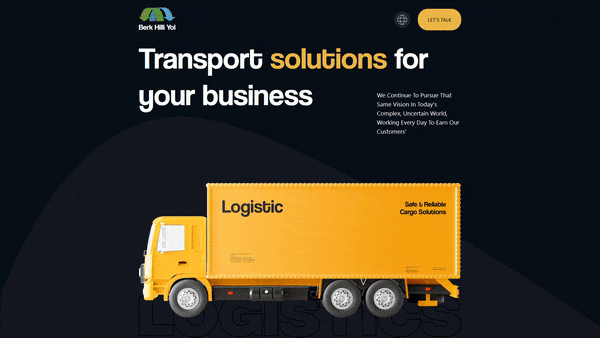 Berk Hilli Yol
LET'S TALK
Transport solutions for
your business
We Continue To Pursue That
Same Vision In Today's
Complex, Uncertain World,
Working Every Day To Earn Our
Customers'
Logistic
Safe & Reliable
Cargo Solutions
LOGISTICS